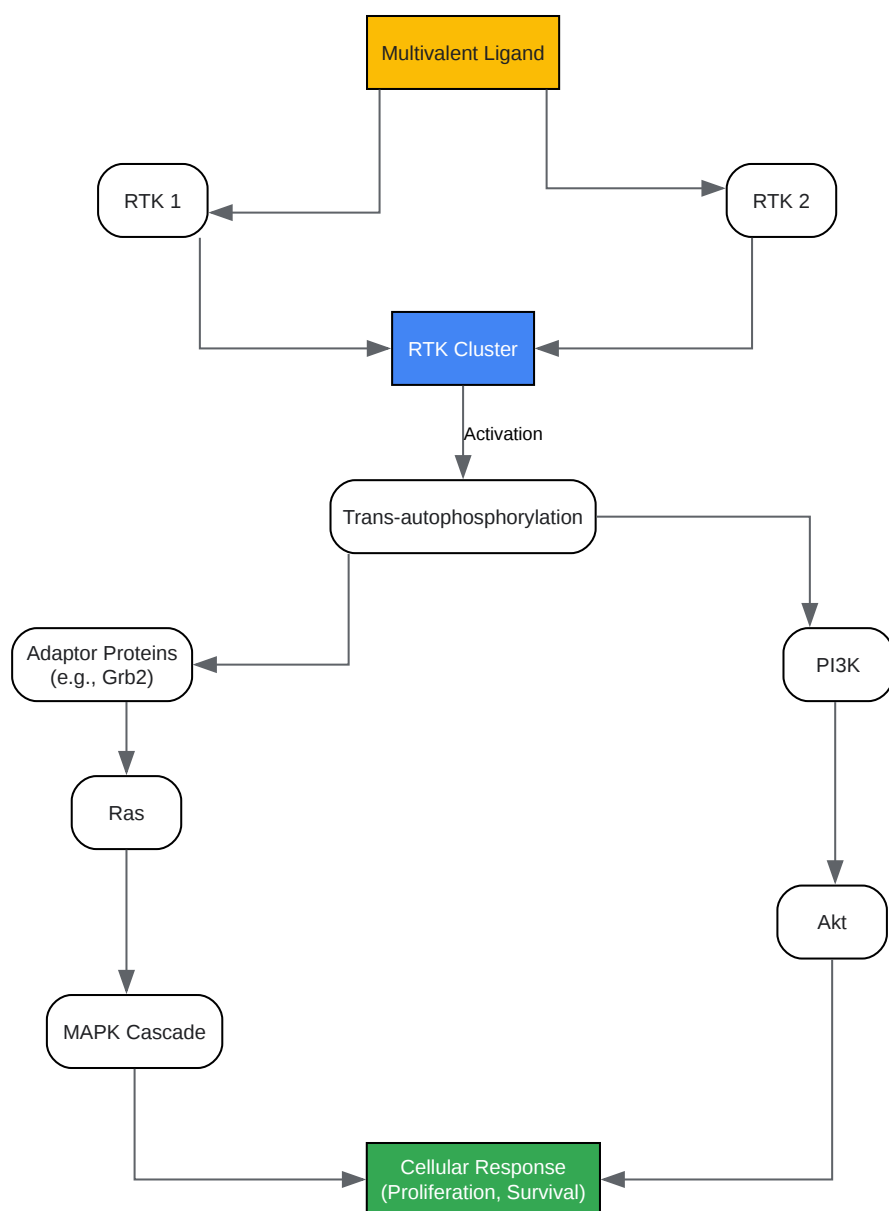 Multivalent Ligand
RTK 1
RTK 2
RTK Cluster
Activation
Trans-autophosphorylation
Adaptor Proteins
(e.g., Grb2)
PI3K
Ras
Akt
MAPK Cascade
Cellular Response
(Proliferation, Survival)